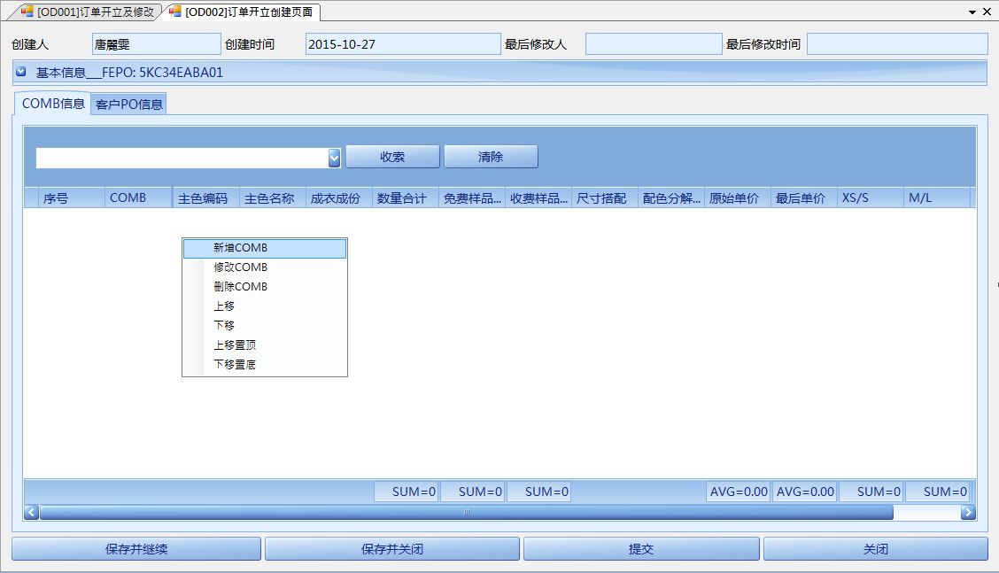 [OD001]订单开立及修改 [OD002]订单开立创建页面
创建人 唐麗雯 创建时间 2015-10-27 最后修改人 最后修改时间
基本信息___FEPO: 5KC34EABA01
COMB信息 客户PO信息
收索 清除
序号 COMB 主色编码 主色名称 成衣成份 数量合计 免费样品... 收费样品... 尺寸搭配 配色分解... 原始单价 最后单价 XS/S M/L
新增COMB
修改COMB
删除COMB
上移
下移
上移置顶
下移置底
SUM=0 SUM=0 SUM=0 AVG=0.00 AVG=0.00 SUM=0 SUM=0
保存并继续 保存并关闭 提交 关闭